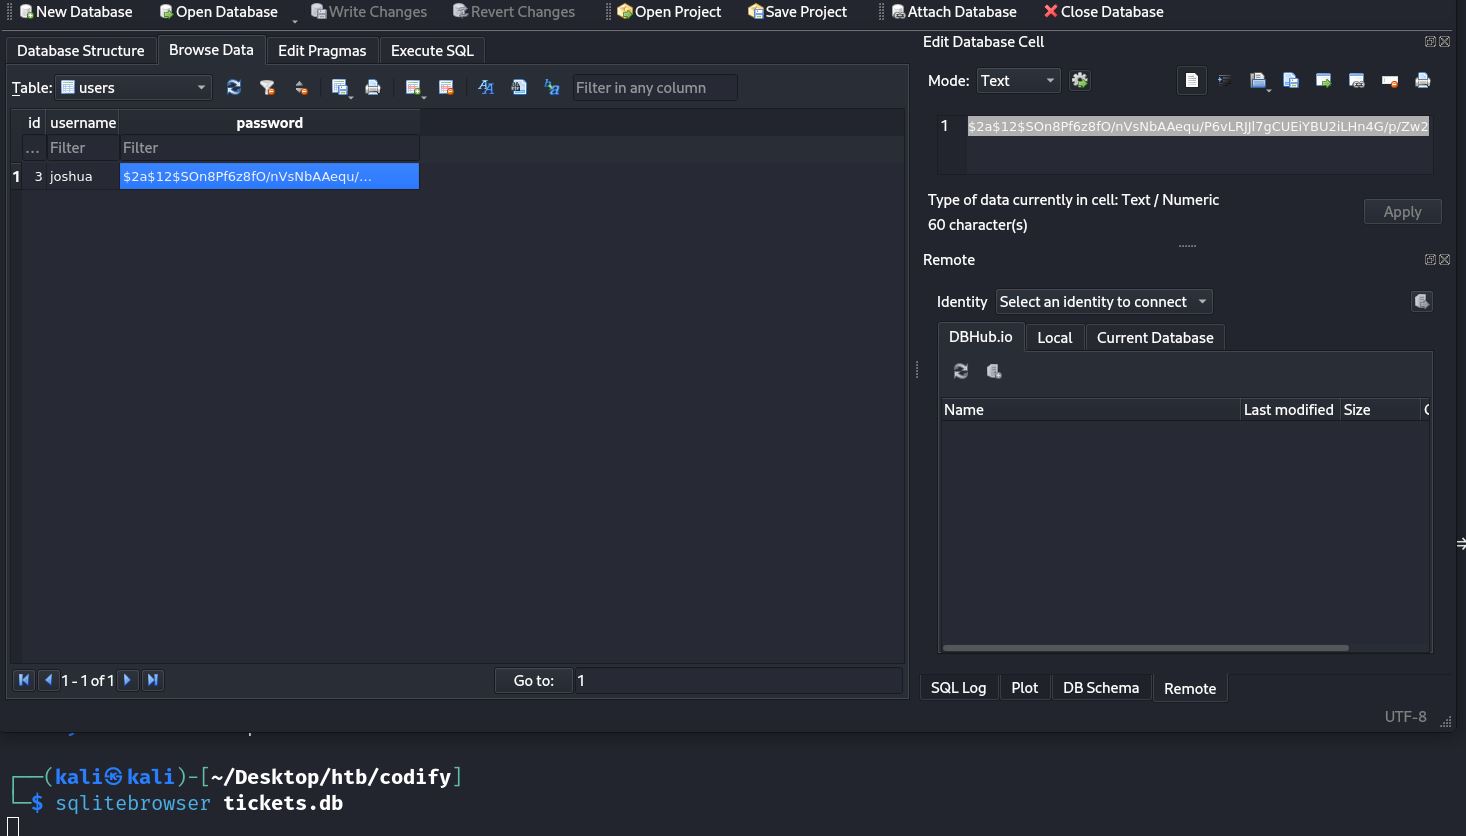 New Database Open Database Write Changes Revert Changes Open Project Save Project Attach Database Close Database
Database Structure Browse Data Edit Pragmas Execute SQL
Table: users Filter in any column
id username password
... Filter Filter
1 3 joshua $2a$12$SOn8Pf6z8fO/nVsNbAAequ/...
1 - 1 of 1 Go to: 1
Edit Database Cell
Mode: Text
1 $2a$12$SOn8Pf6z8fO/nVsNbAAequ/P6vLRJJl7gCUEiYBU2iLHn4G/p/Zw2
Type of data currently in cell: Text / Numeric
60 character(s)
Apply
Remote
Identity Select an identity to connect
DBHub.io Local Current Database
Name Last modified Size
SQL Log Plot DB Schema Remote
UTF-8
(kali㉿kali)-[~/Desktop/htb/codify]
$ sqlitebrowser tickets.db